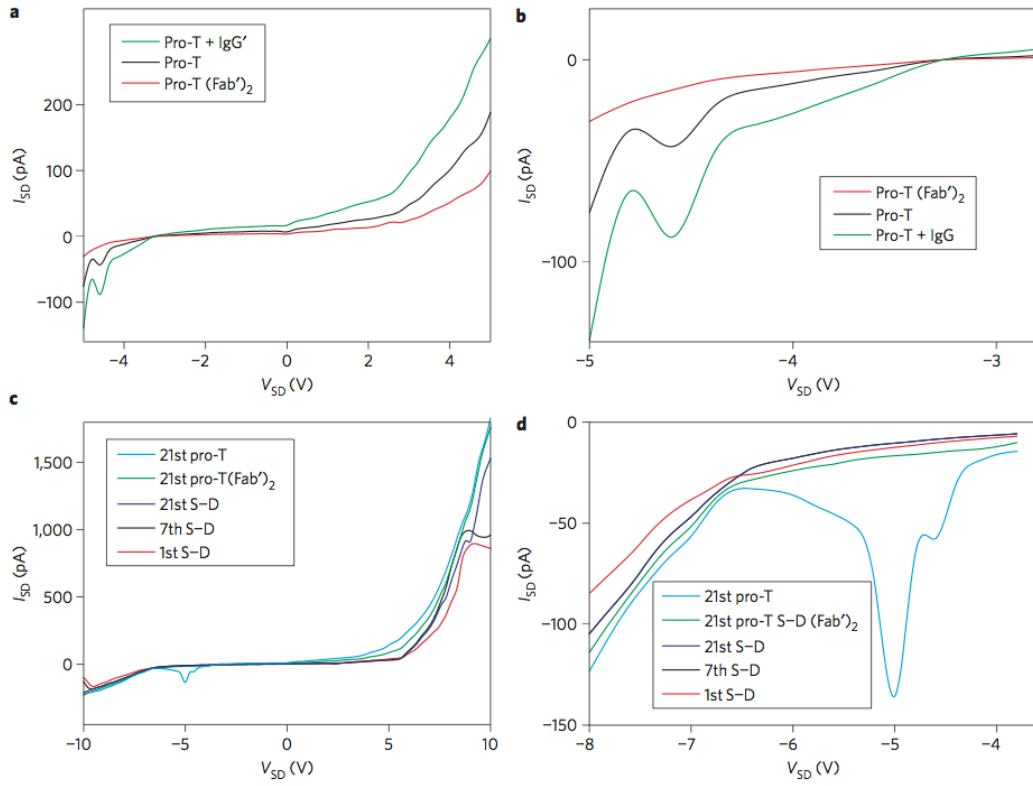 a
Pro-T + IgG′
Pro-T
Pro-T (Fab′)2
200
100
0
−100
−4
−2
0
2
4
ISD (pA)
VSD (V)
b
0
−50
−100
−5
−4
−3
Pro-T (Fab′)2
Pro-T
Pro-T + IgG
ISD (pA)
VSD (V)
c
21st pro-T
21st pro-T(Fab′)2
21st S–D
7th S–D
1st S–D
1,500
1,000
500
0
−10
−5
0
5
10
ISD (pA)
VSD (V)
d
0
−50
−100
−150
−8
−7
−6
−5
−4
21st pro-T
21st pro-T S–D (Fab′)2
21st S–D
7th S–D
1st S–D
ISD (pA)
VSD (V)